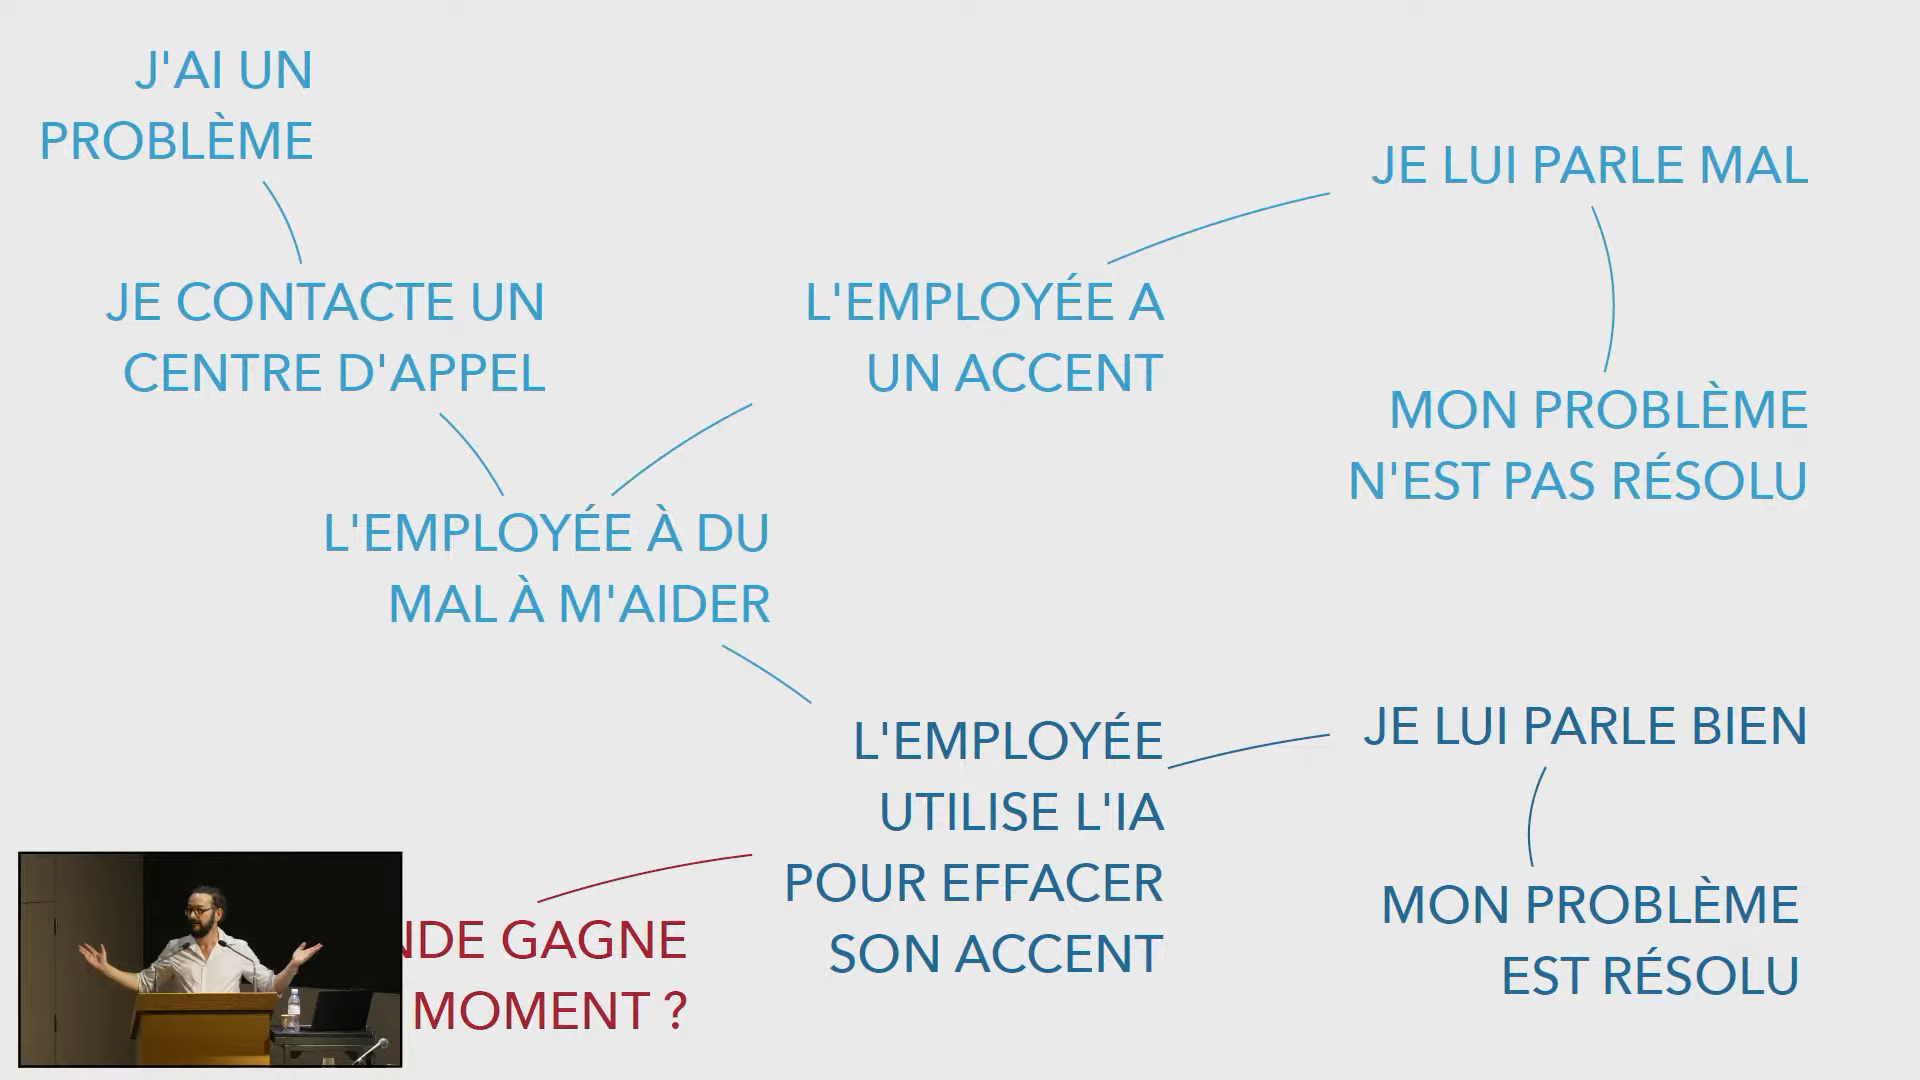 J'AI UN
PROBLÈME
JE CONTACTE UN
CENTRE D'APPEL
L'EMPLOYÉE À DU
MAL À M'AIDER
L'EMPLOYÉE A
UN ACCENT
JE LUI PARLE MAL
MON PROBLÈME
N'EST PAS RÉSOLU
L'EMPLOYÉE
UTILISE L'IA
POUR EFFACER
SON ACCENT
JE LUI PARLE BIEN
MON PROBLÈME
EST RÉSOLU
GAGNE
MOMENT ?